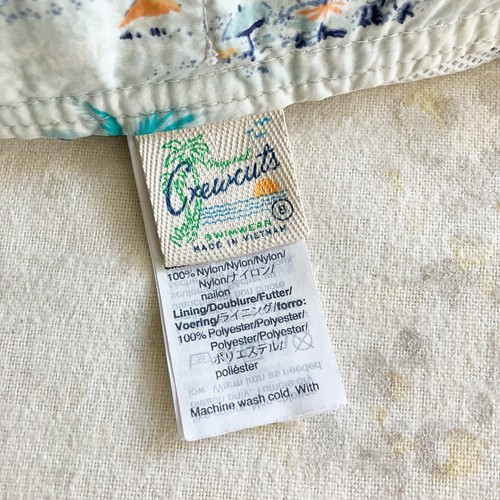 Original
Crewcuts
8
SWIMWEAR
MADE IN VIETNAM
100% Nylon/Nylon/Nylon/
Nylon/ナイロン/
nailon
Lining/Doublure/Futter/
Voering/ライニング/forro:
100% Polyester/Polyester/
Polyester/Polyester/
ポリエステル/
poliéster
Machine wash cold. With